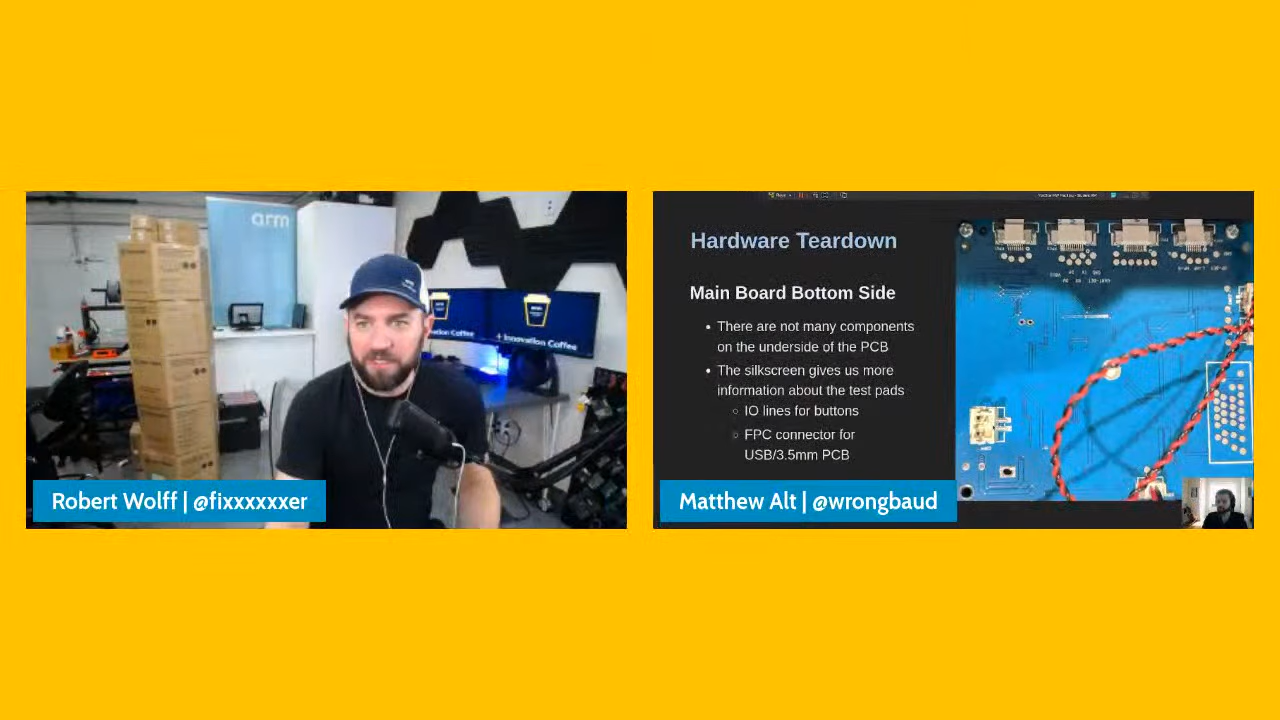 arm
+ Innovation Coffee
Robert Wolff | @fixxxxxxer
Hardware Teardown
Main Board Bottom Side
• There are not many components
on the underside of the PCB
• The silkscreen gives us more
information about the test pads
○ IO lines for buttons
○ FPC connector for
USB/3.5mm PCB
Matthew Alt | @wrongbaud